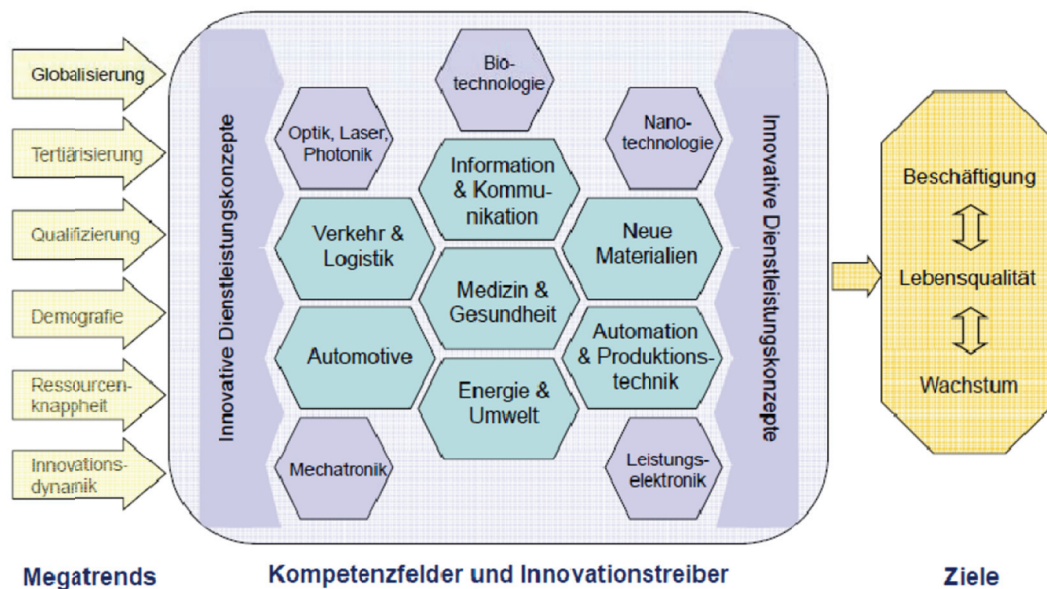 Globalisierung
Tertiärisierung
Qualifizierung
Demografie
Ressourcen-
knappheit
Innovations-
dynamik
Innovative Dienstleistungskonzepte
Bio-
technologie
Optik, Laser,
Photonik
Nano-
technologie
Information
& Kommu-
nikation
Verkehr &
Logistik
Neue
Materialien
Medizin &
Gesundheit
Automotive
Automation
& Produktions-
technik
Energie &
Umwelt
Mechatronik
Leistungs-
elektronik
Innovative Dienstleistungskonzepte
Beschäftigung
Lebensqualität
Wachstum
Megatrends
Kompetenzfelder und Innovationstreiber
Ziele